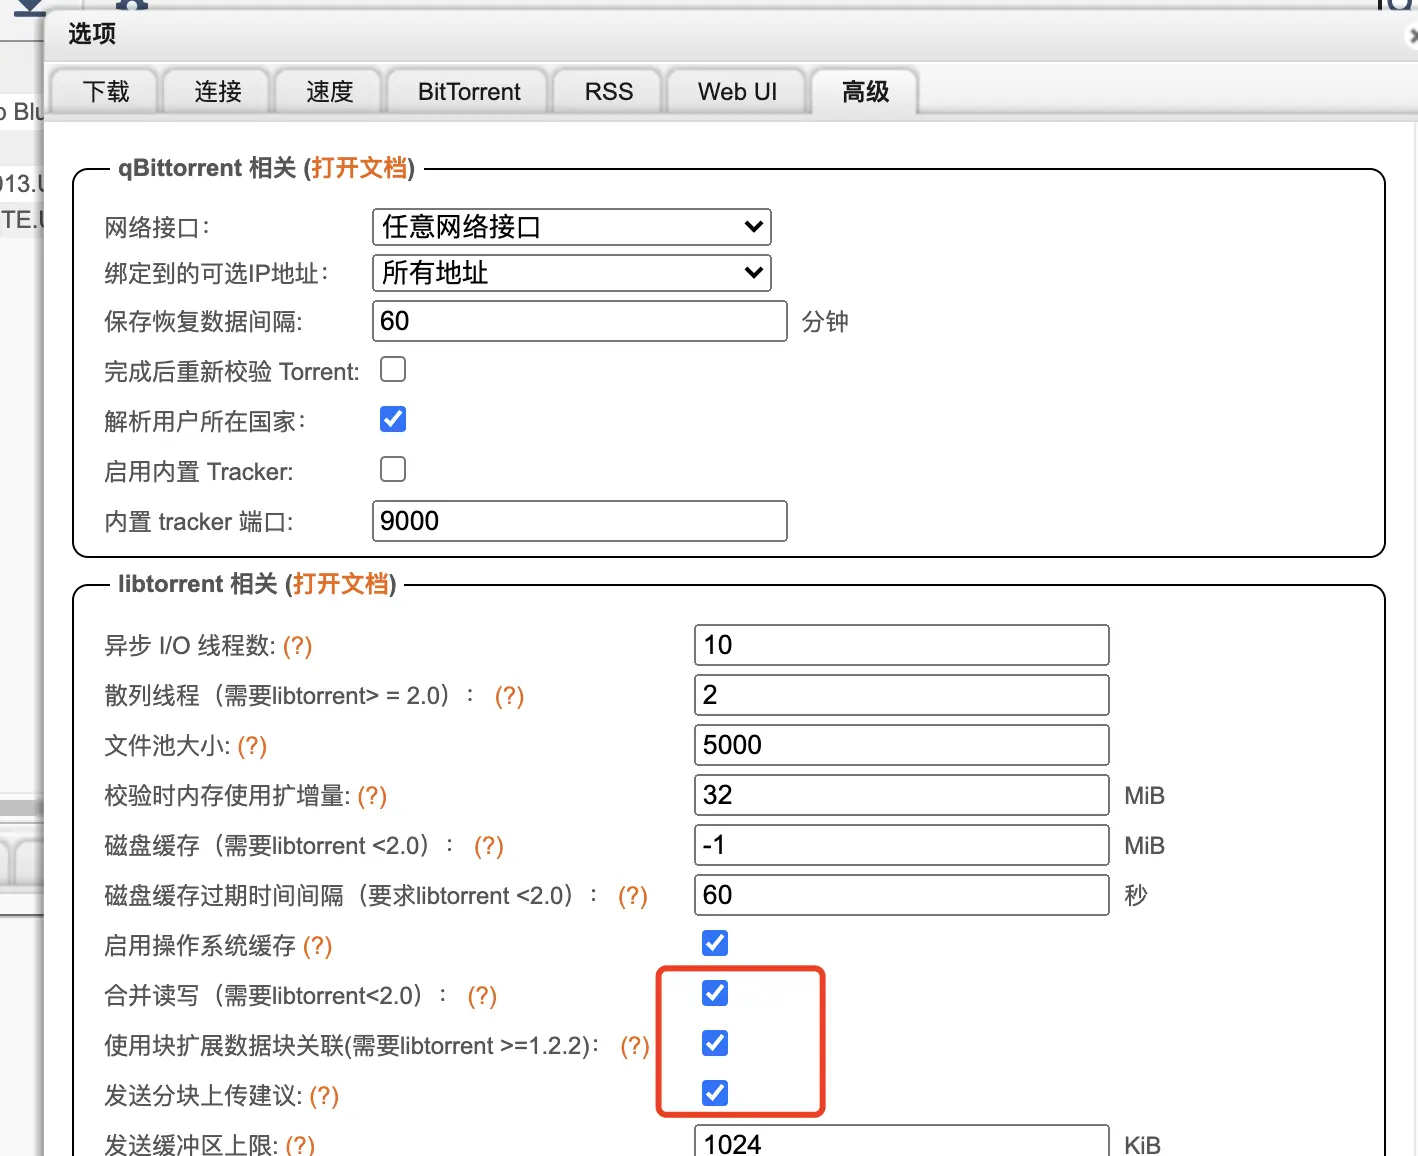 选项
下载 连接 速度 BitTorrent RSS Web UI 高级
qBittorrent 相关 (打开文档)
网络接口: 任意网络接口
绑定到的可选IP地址: 所有地址
保存恢复数据间隔: 60 分钟
完成后重新校验 Torrent:
解析用户所在国家:
启用内置 Tracker:
内置 tracker 端口: 9000
libtorrent 相关 (打开文档)
异步 I/O 线程数: (?) 10
散列线程（需要libtorrent> = 2.0）: (?) 2
文件池大小: (?) 5000
校验时内存使用扩增量: (?) 32 MiB
磁盘缓存（需要libtorrent <2.0）: (?) -1 MiB
磁盘缓存过期时间间隔（要求libtorrent <2.0）: (?) 60 秒
启用操作系统缓存 (?)
合并读写（需要libtorrent<2.0）: (?)
使用块扩展数据块关联(需要libtorrent >=1.2.2): (?)
发送分块上传建议: (?)
发送缓冲区上限: (?) 1024 KiB